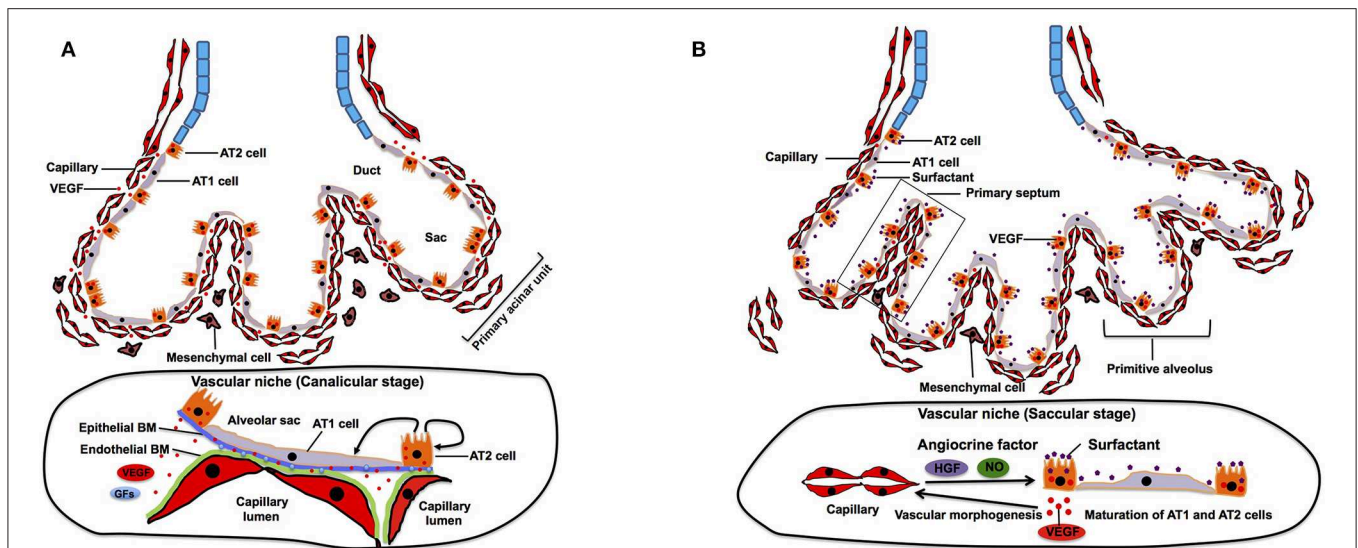 A
AT2 cell
Capillary
VEGF
AT1 cell
Duct
Sac
Primary acinar unit
Mesenchymal cell
Vascular niche (Canalicular stage)
Alveolar sac
AT1 cell
Epithelial BM
Endothelial BM
AT2 cell
VEGF
GFs
Capillary
lumen
Capillary
lumen
B
AT2 cell
Capillary
AT1 cell
Surfactant
Primary septum
VEGF
Mesenchymal cell
Primitive alveolus
Vascular niche (Saccular stage)
Angiocrine factor
Surfactant
HGF
NO
Capillary
Vascular morphogenesis
Maturation of AT1 and AT2 cells
VEGF